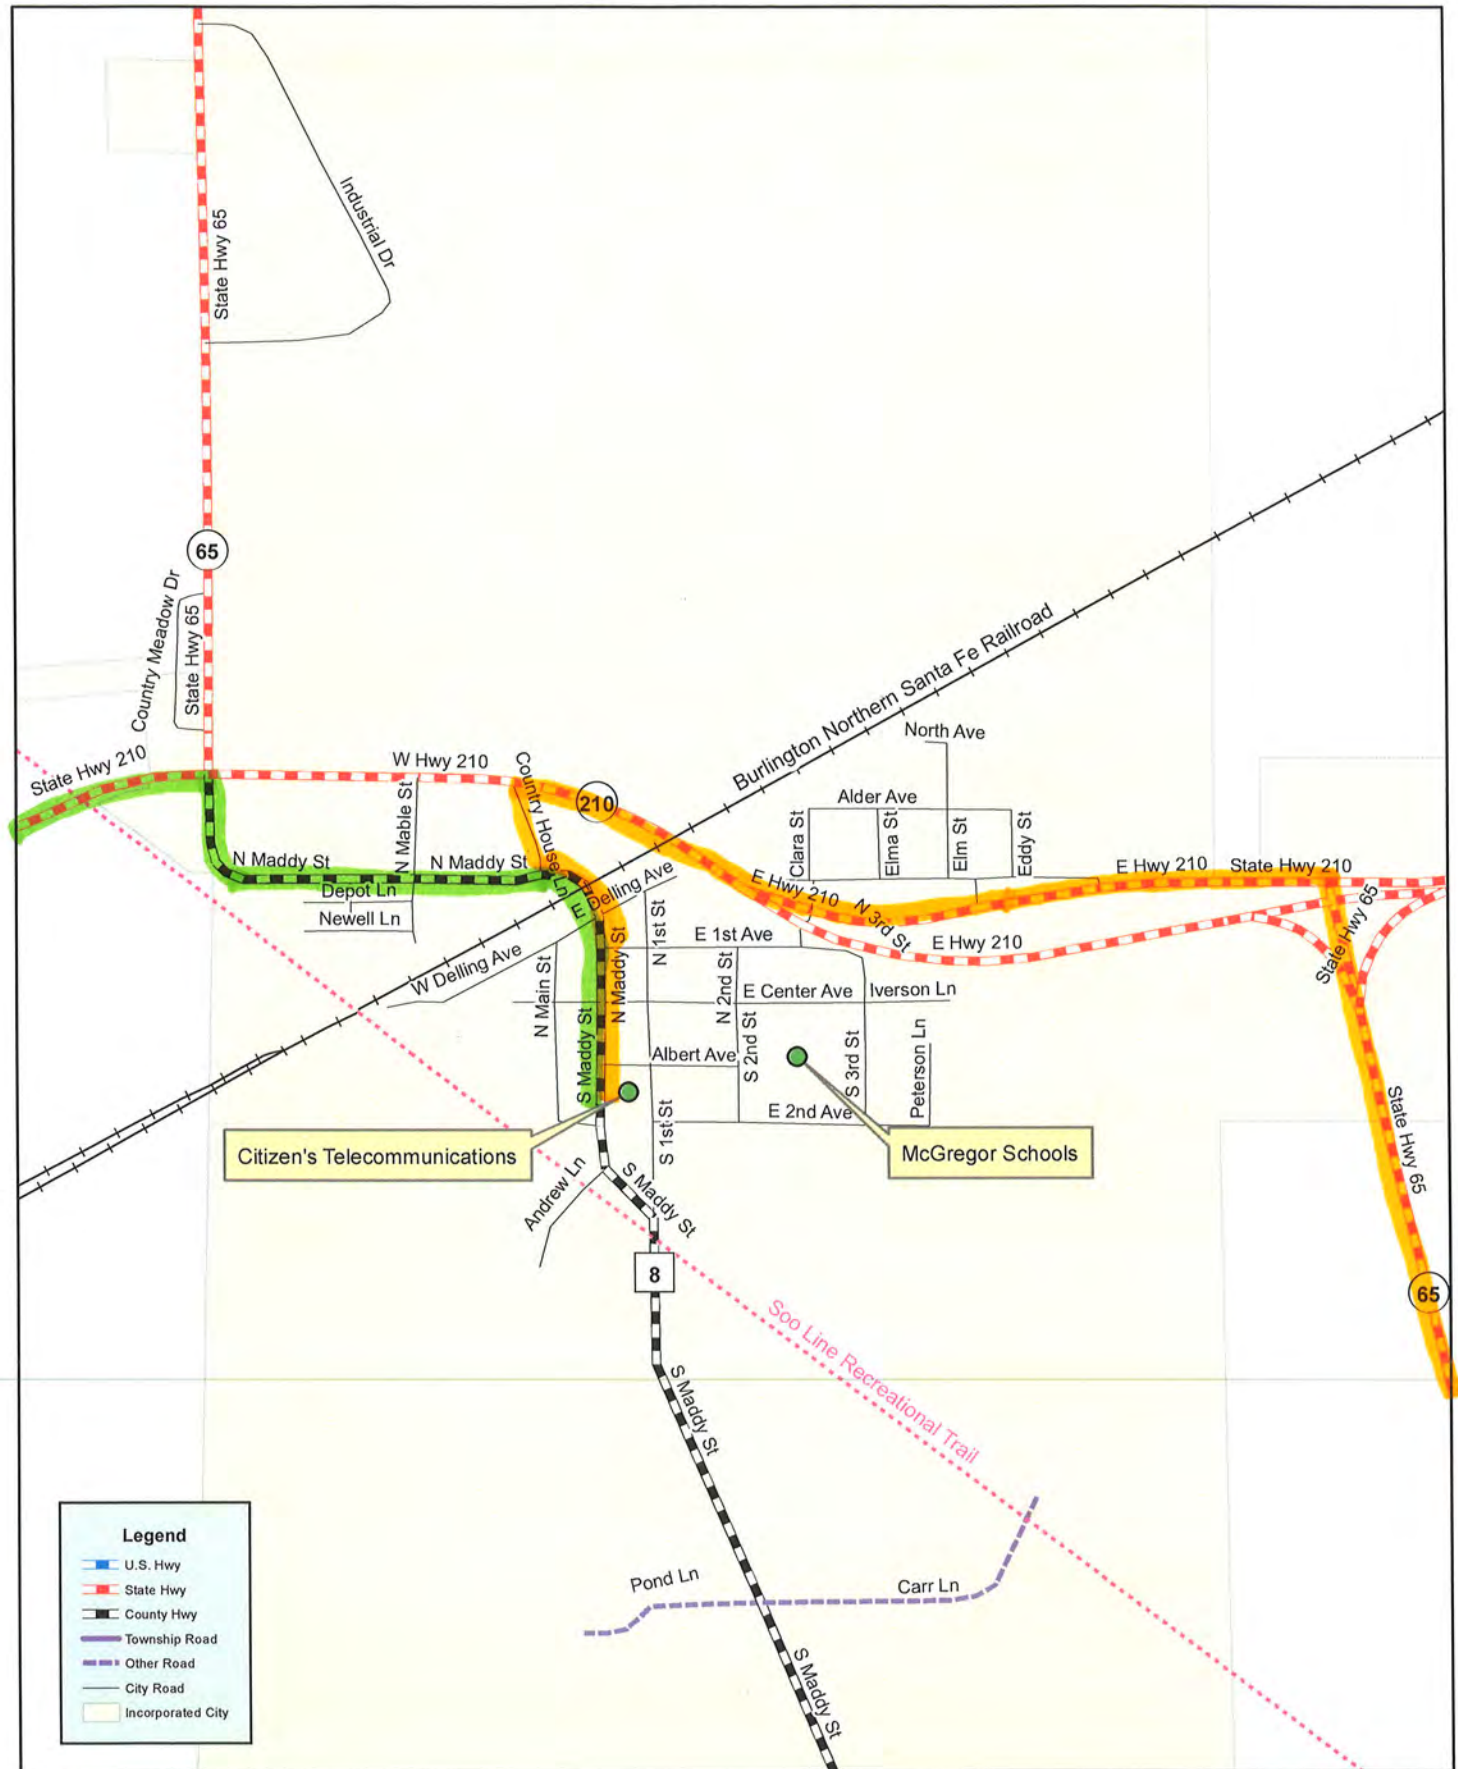 Industrial Dr
State Hwy 65
65
Country Meadow Dr
State Hwy 65
Burlington Northern Santa Fe Railroad
North Ave
State Hwy 210
W Hwy 210
Country House Ln
210
Alder Ave
N Mable St
Clara St
Elma St
Elm St
Eddy St
N Maddy St
N Maddy St
E Hwy 210
E Hwy 210
State Hwy 210
Depot Ln
E Delling Ave
Newell Ln
N 3rd St
N 1st St
E 1st Ave
E Hwy 210
State Hwy 65
W Delling Ave
N Main St
N Maddy St
N 2nd St
E Center Ave
Iverson Ln
S Maddy St
Albert Ave
S 2nd St
S 3rd St
Peterson Ln
E 2nd Ave
State Hwy 65
Citizen's Telecommunications
S 1st St
McGregor Schools
Andrew Ln
S Maddy St
8
65
Soo Line Recreational Trail
S Maddy St
Pond Ln
Carr Ln
S Maddy St
Legend
U.S. Hwy
State Hwy
County Hwy
Township Road
Other Road
City Road
Incorporated City